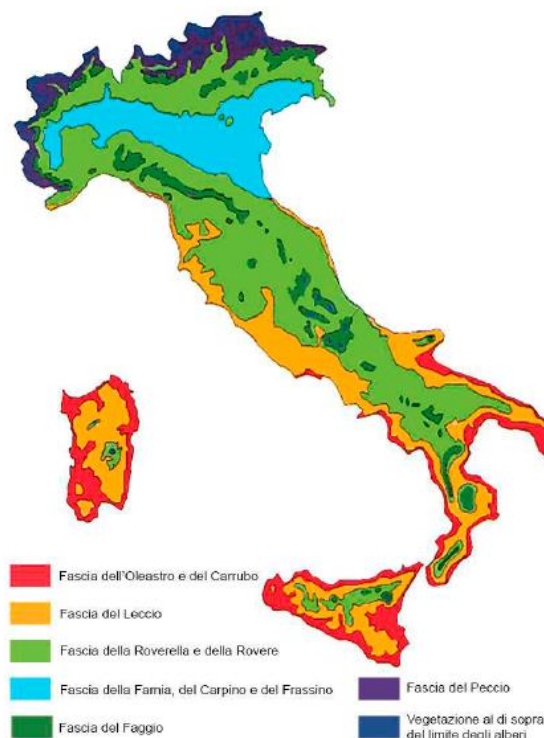 Fascia dell'Oleastro e del Carrubo
Fascia del Leccio
Fascia della Roverella e della Rovere
Fascia della Farnia, del Carpino e del Frassino
Fascia del Faggio
Fascia del Peccio
Vegetazione al di sopra
del limite degli alberi